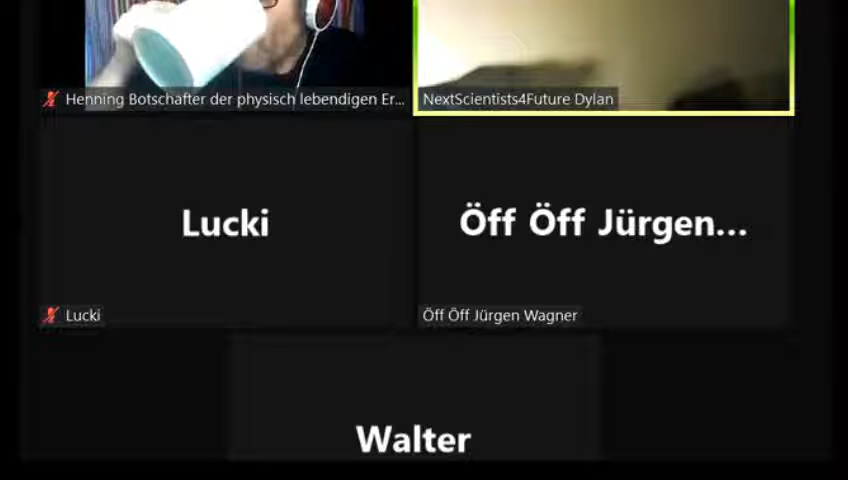 Henning Botschafter der physisch lebendigen Er...
NextScientists4Future Dylan
Lucki
Öff Öff Jürgen...
Lucki
Öff Öff Jürgen Wagner
Walter